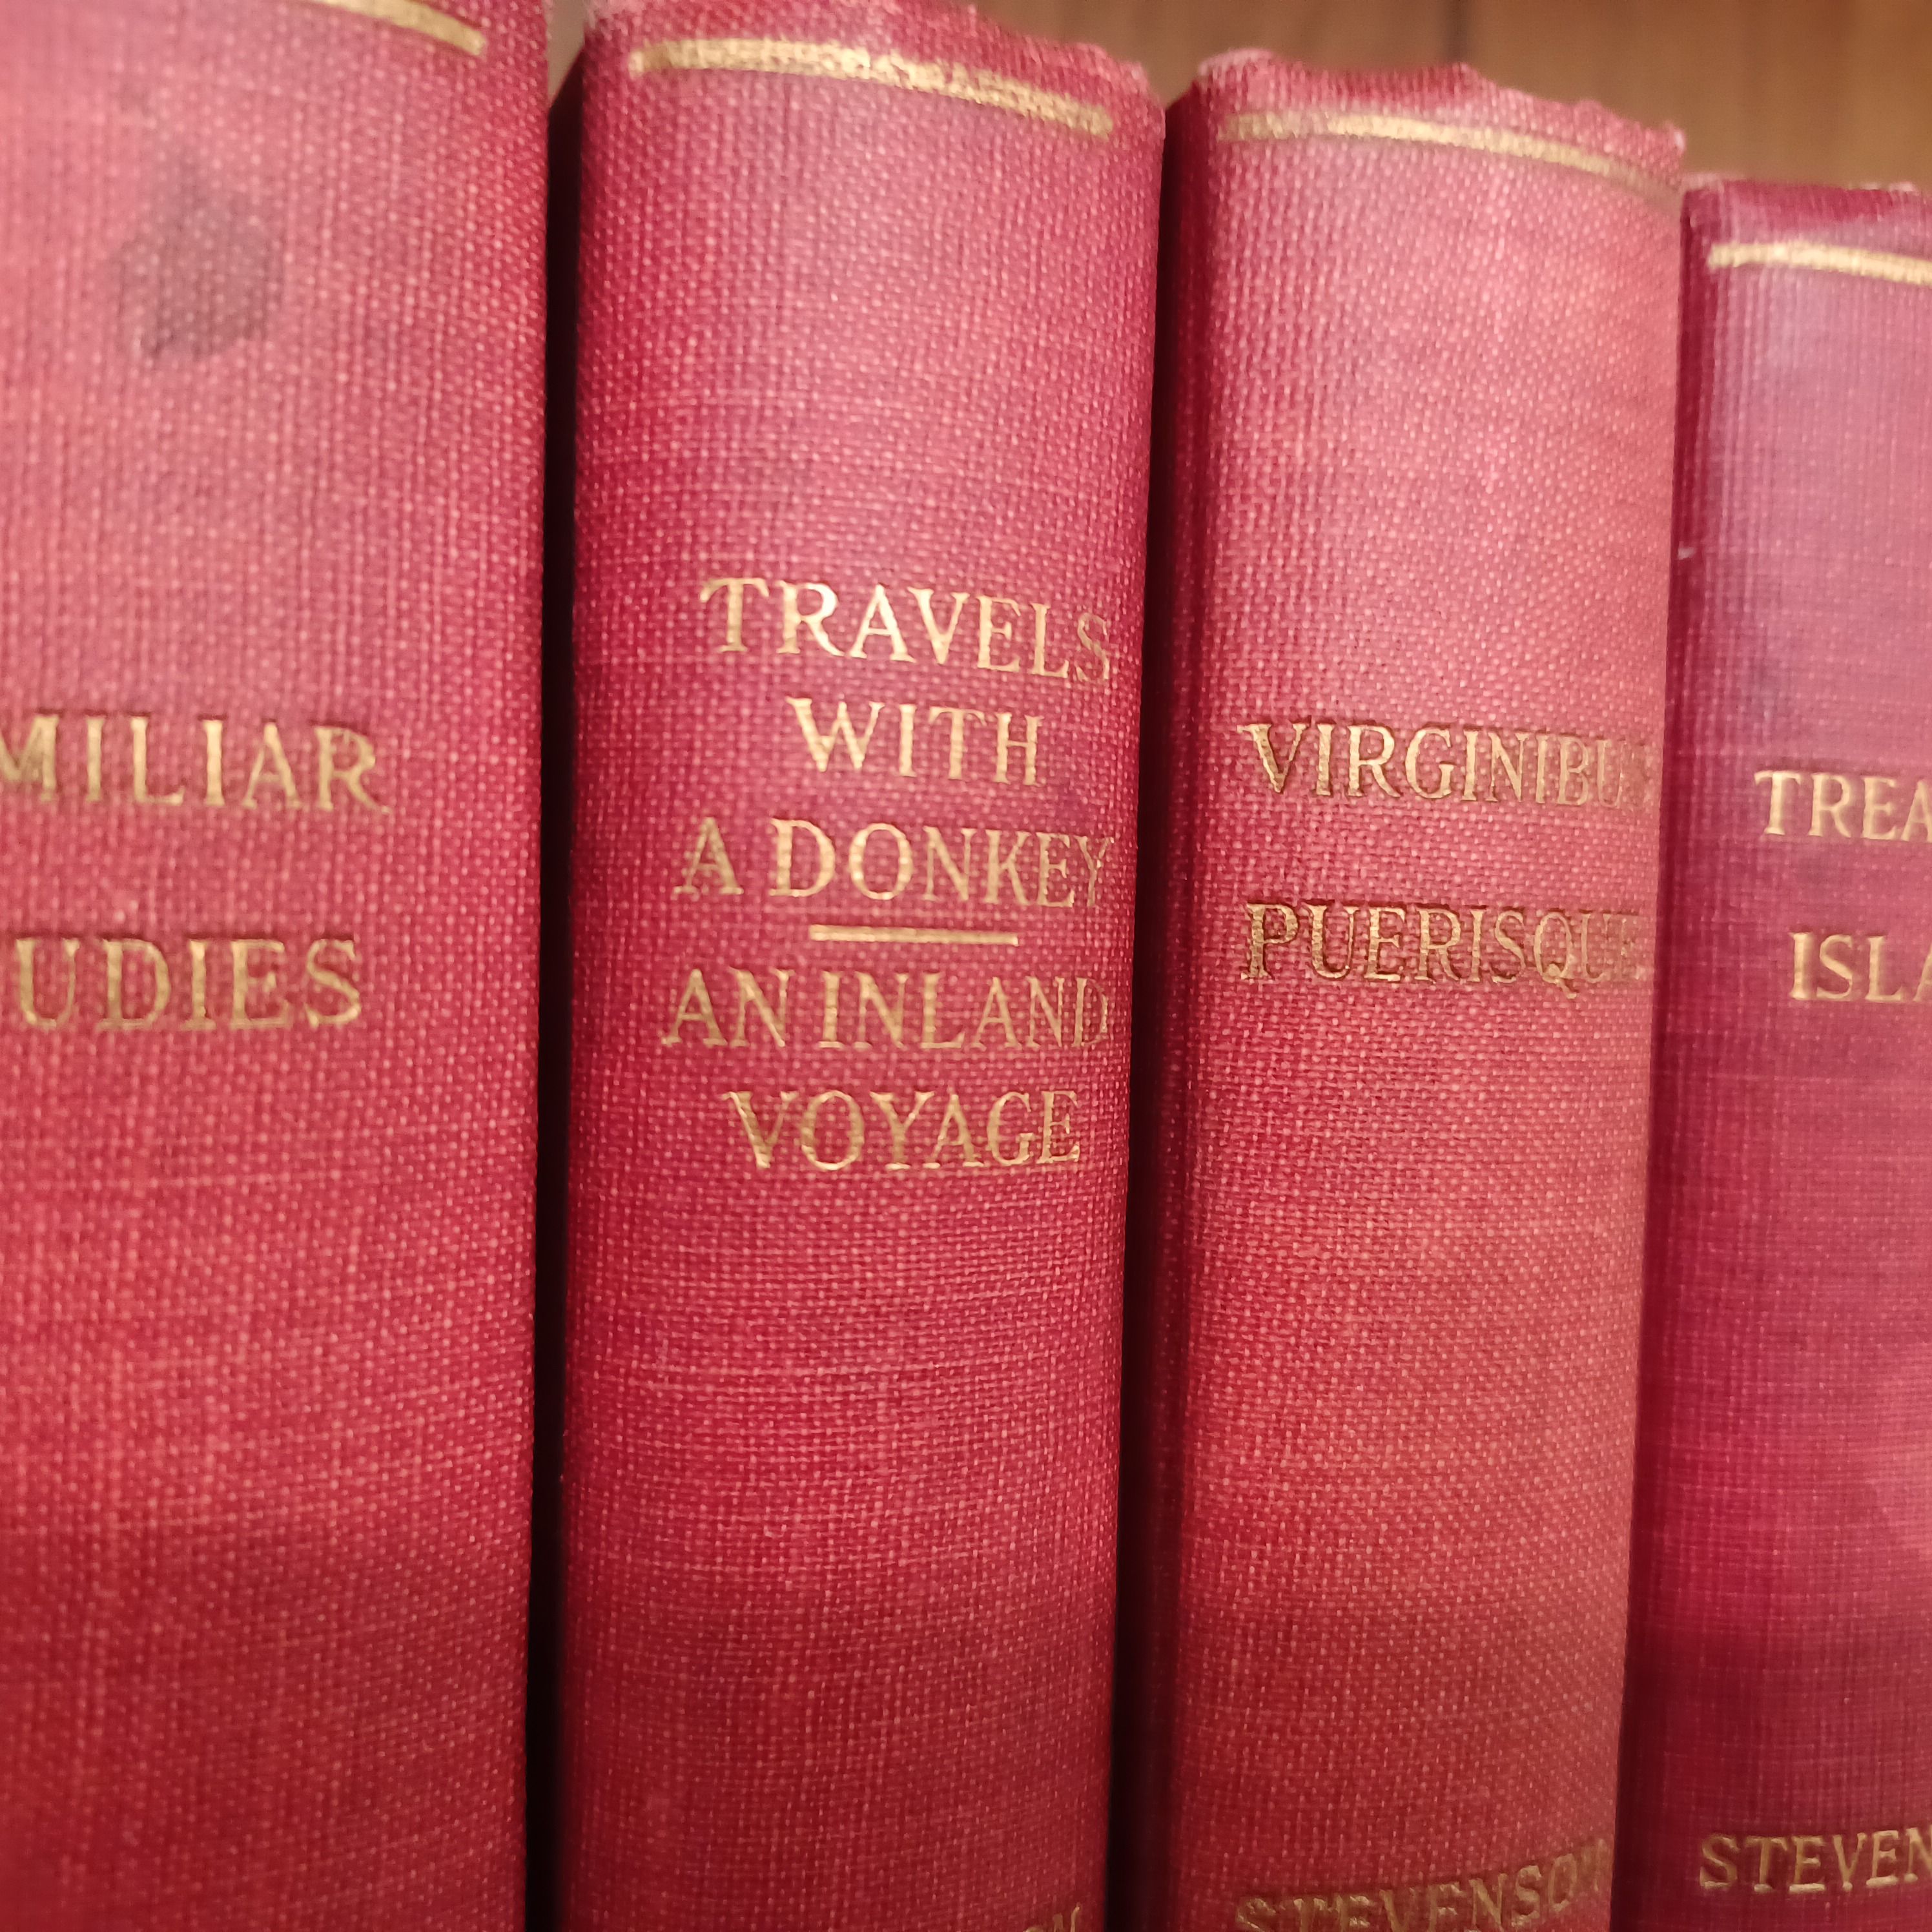 MILIAR
UDIES
TRAVELS
WITH
A DONKEY
AN INLAND
VOYAGE
VIRGINIBUS
PUERISQUE
STEVENSON
TREA
ISLA
STEVEN